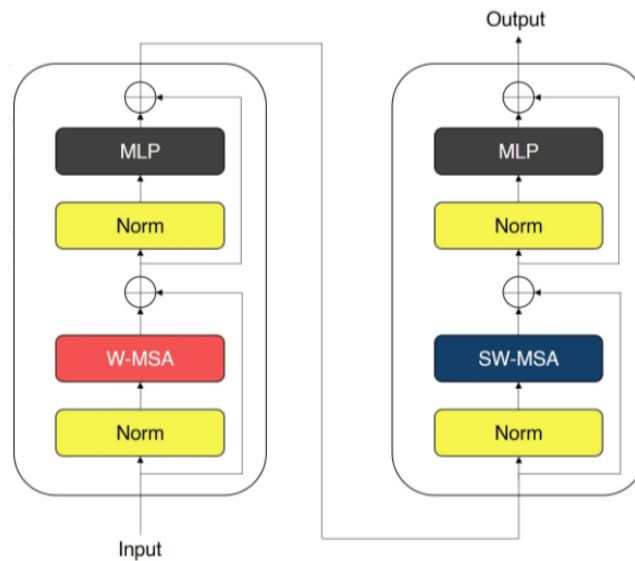 Output
MLP
Norm
W-MSA
Norm
Input
MLP
Norm
SW-MSA
Norm